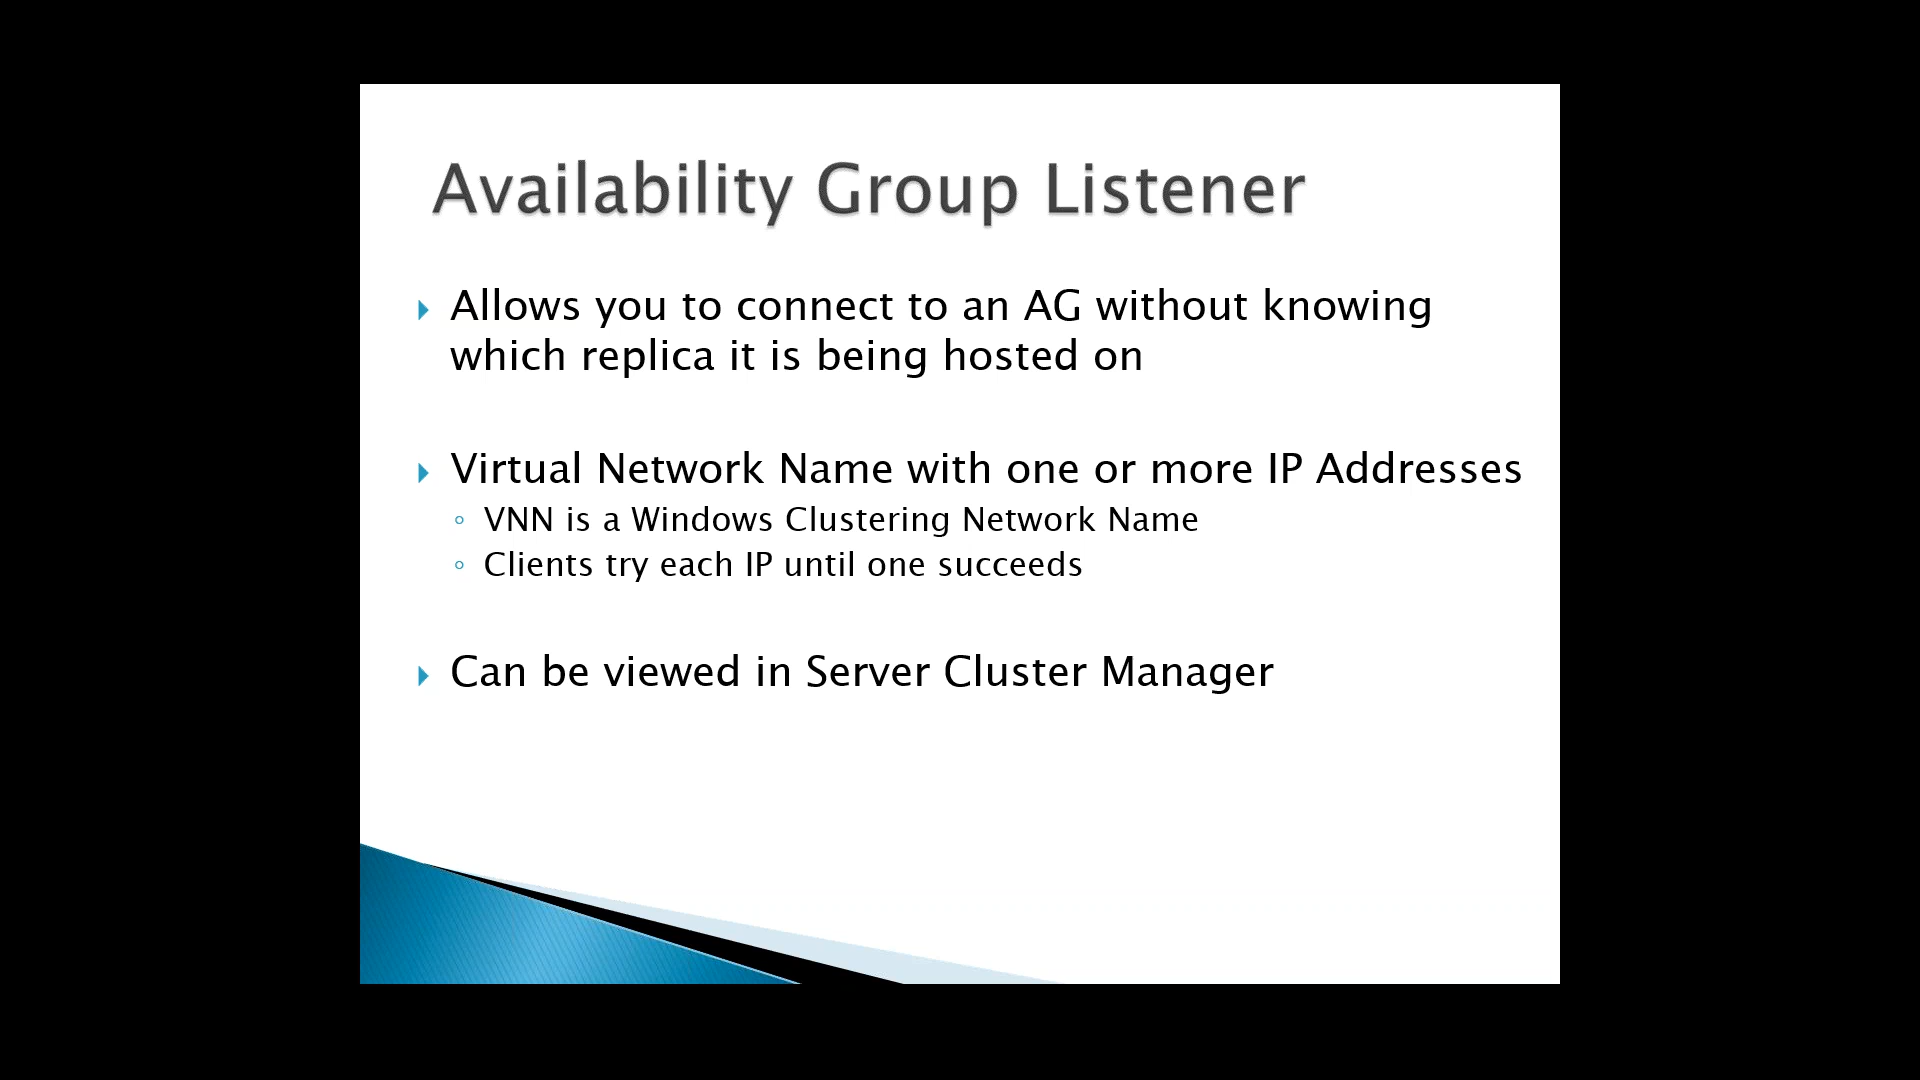 Availability Group Listener
Allows you to connect to an AG without knowing
which replica it is being hosted on
Virtual Network Name with one or more IP Addresses
VNN is a Windows Clustering Network Name
Clients try each IP until one succeeds
Can be viewed in Server Cluster Manager